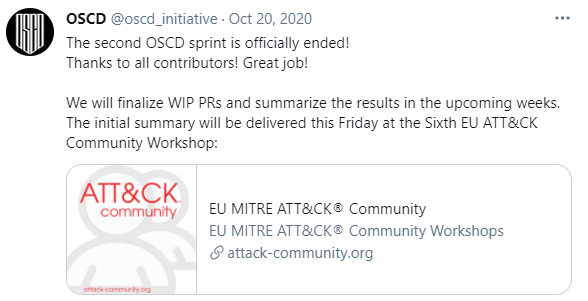 OSCD @oscd_initiative · Oct 20, 2020 ...
The second OSCD sprint is officially ended!
Thanks to all contributors! Great job!
We will finalize WIP PRs and summarize the results in the upcoming weeks.
The initial summary will be delivered this Friday at the Sixth EU ATT&CK
Community Workshop:
ATT&CK
community
attack-community.org
EU MITRE ATT&CK® Community
EU MITRE ATT&CK® Community Workshops
attack-community.org